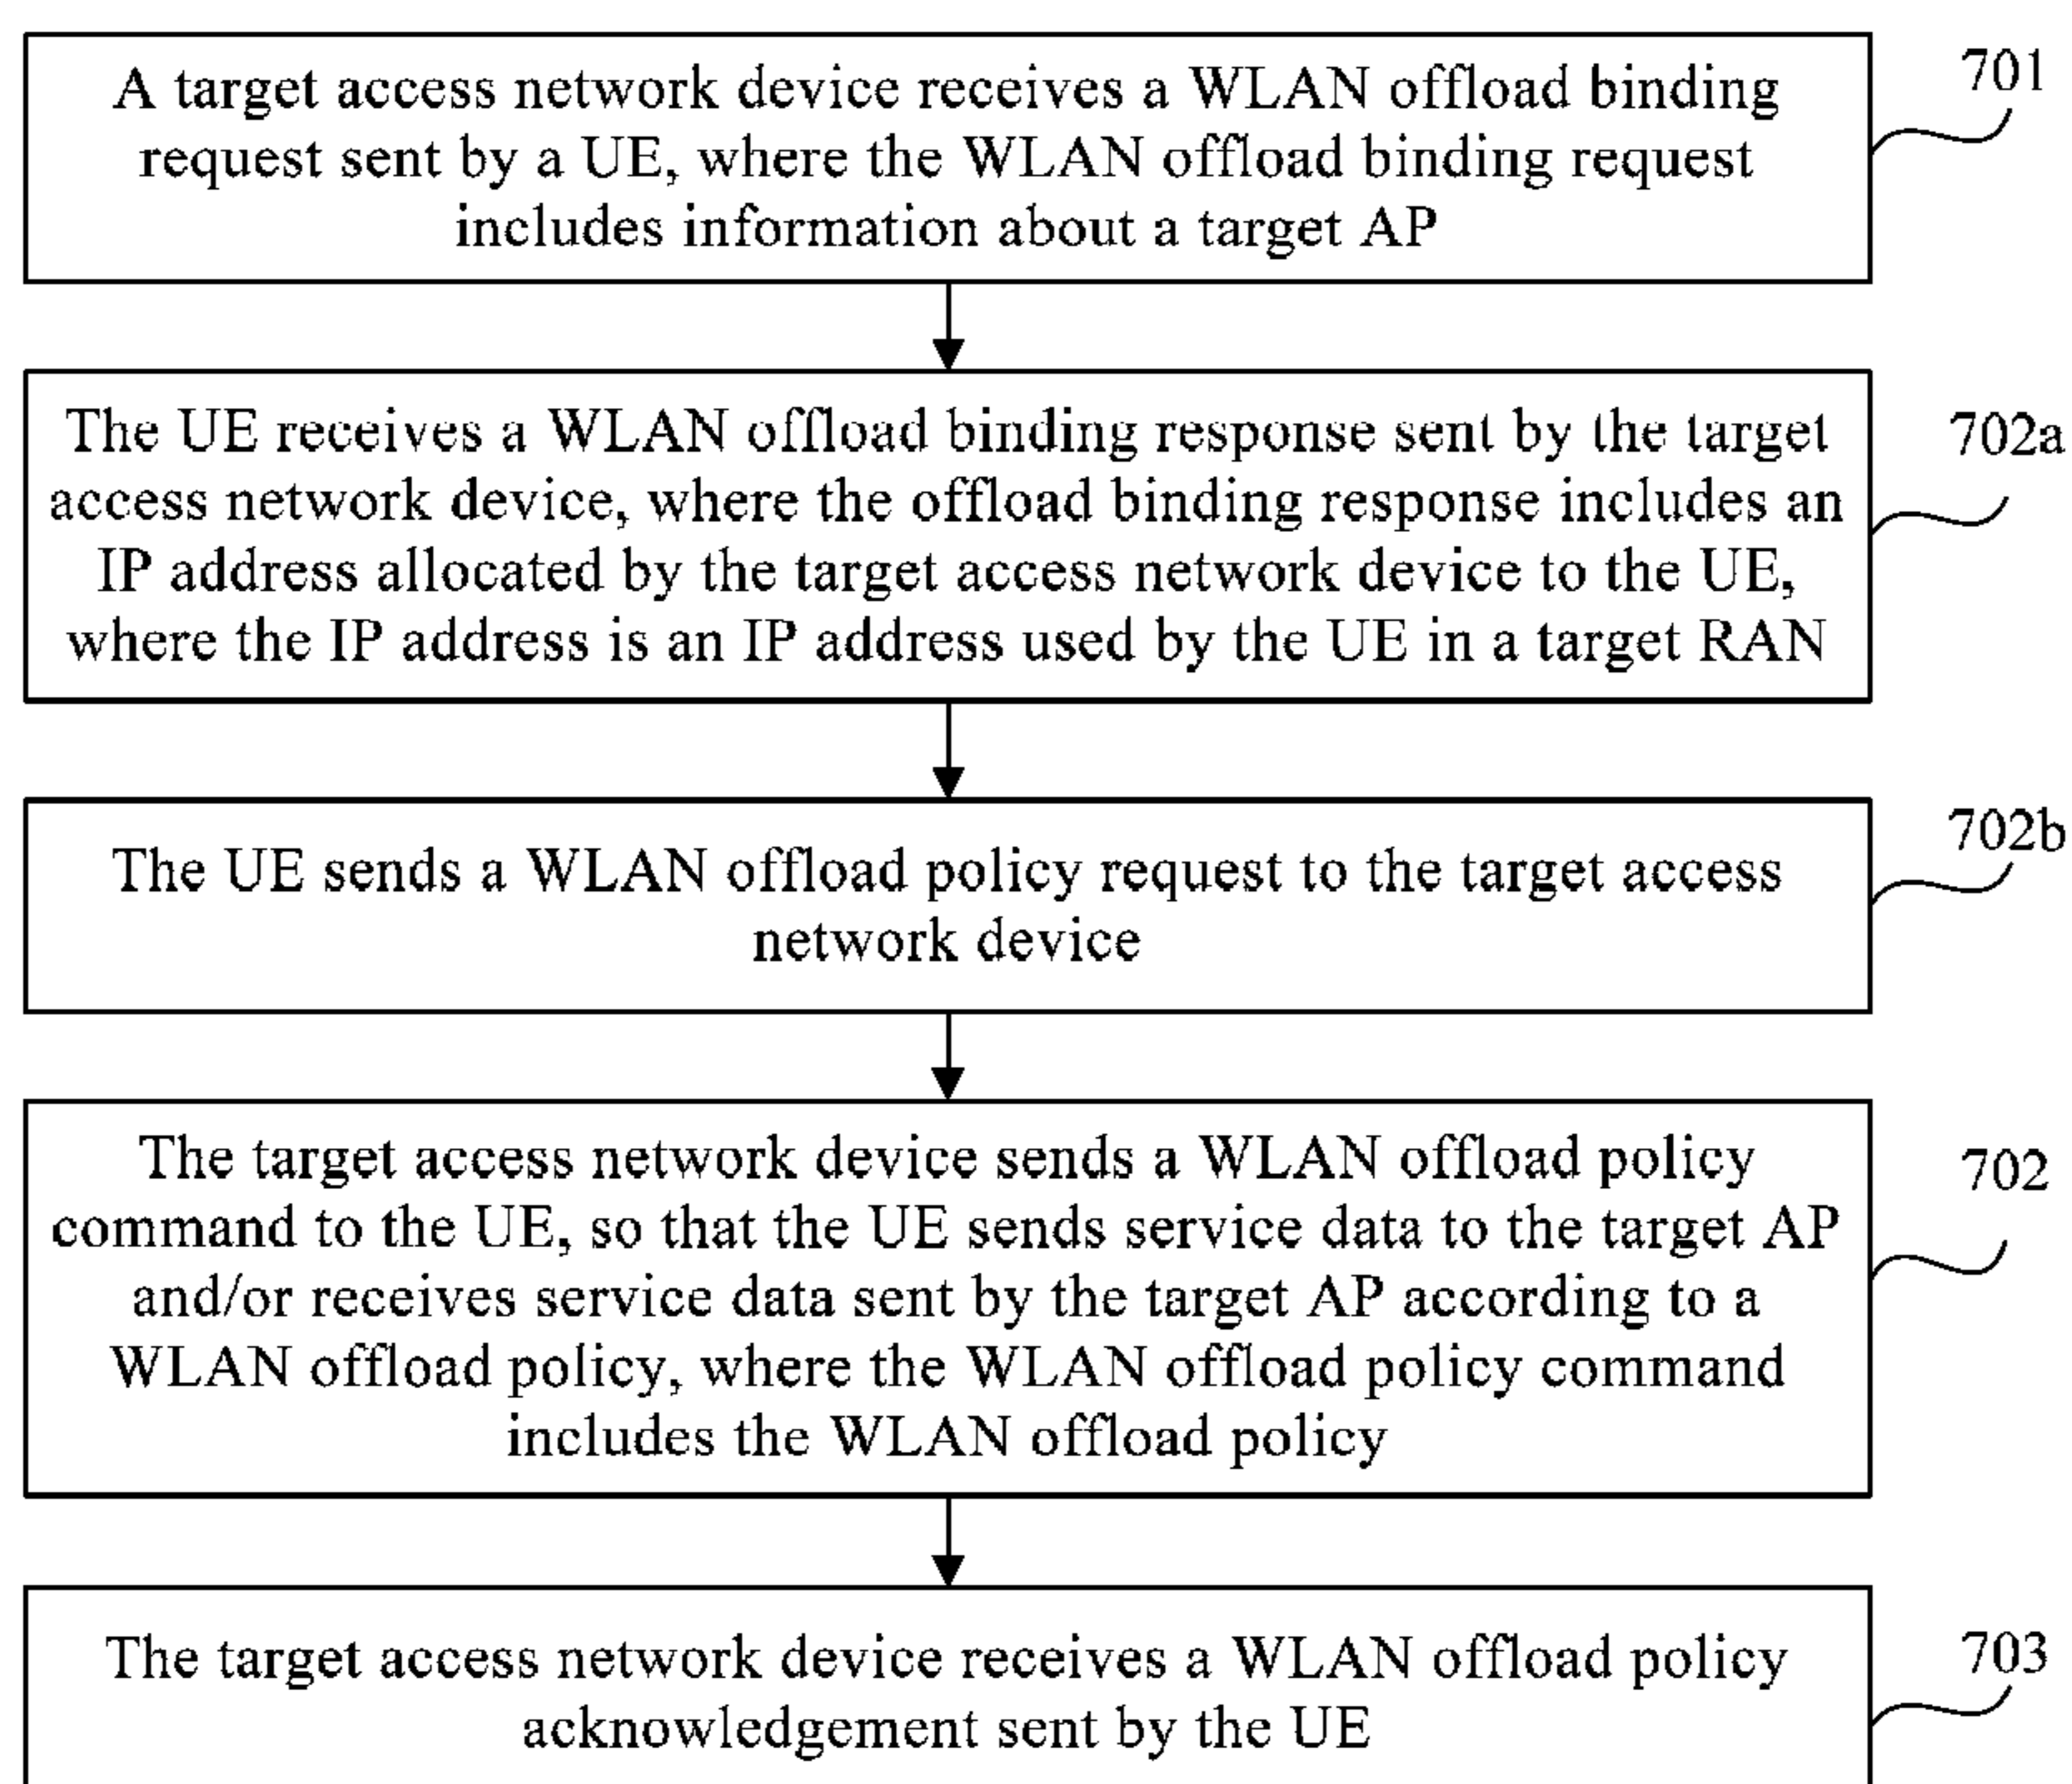 A target access network device receives a WLAN offload binding
request sent by a UE, where the WLAN offload binding request
includes information about a target AP
701
The UE receives a WLAN offload binding response sent by the target
access network device, where the offload binding response includes an
IP address allocated by the target access network device to the UE,
where the IP address is an IP address used by the UE in a target RAN
702a
The UE sends a WLAN offload policy request to the target access
network device
702b
The target access network device sends a WLAN offload policy
command to the UE, so that the UE sends service data to the target AP
and/or receives service data sent by the target AP according to a
WLAN offload policy, where the WLAN offload policy command
includes the WLAN offload policy
702
The target access network device receives a WLAN offload policy
acknowledgement sent by the UE
703